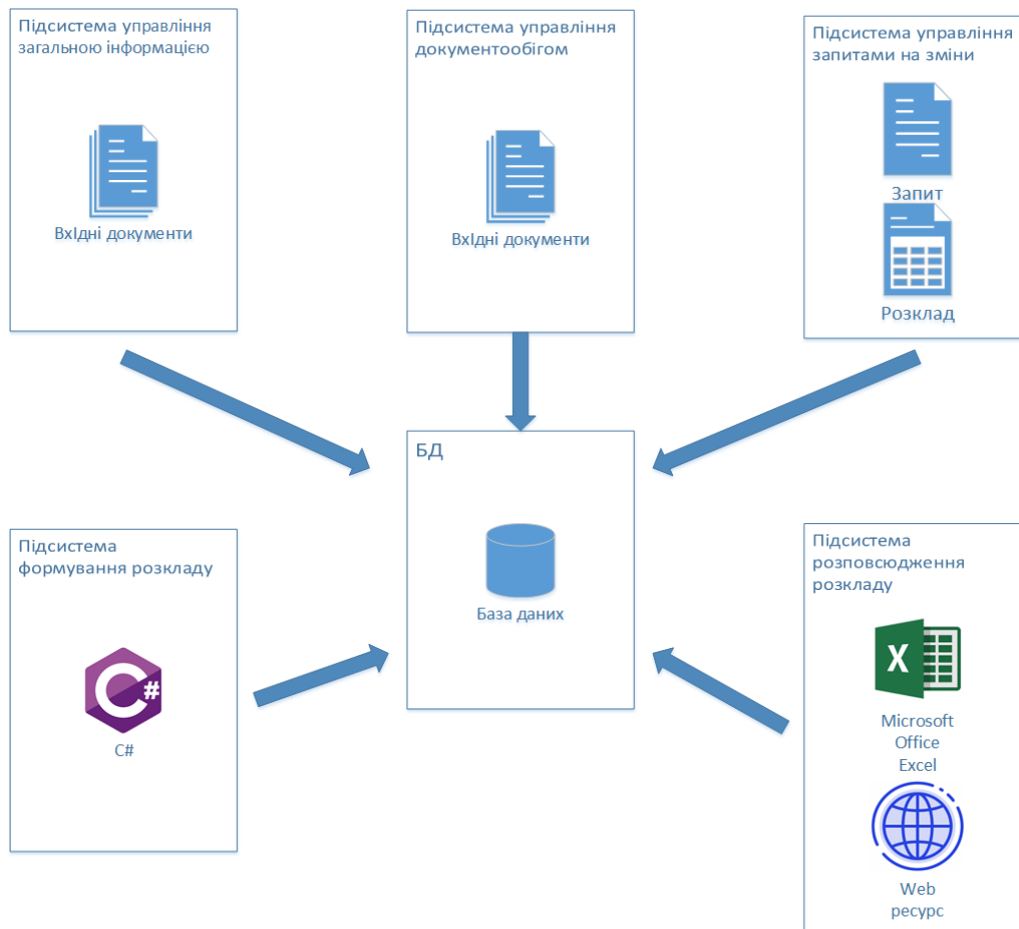 Підсистема управління
загальною інформацією
ВхІдні документи
Підсистема управління
документообігом
ВхІдні документи
Підсистема управління
запитами на зміни
Запит
Розклад
БД
База даних
Підсистема
формування розкладу
C#
C#
Підсистема
розповсюдження
розкладу
X
Microsoft
Office
Excel
Web
ресурс